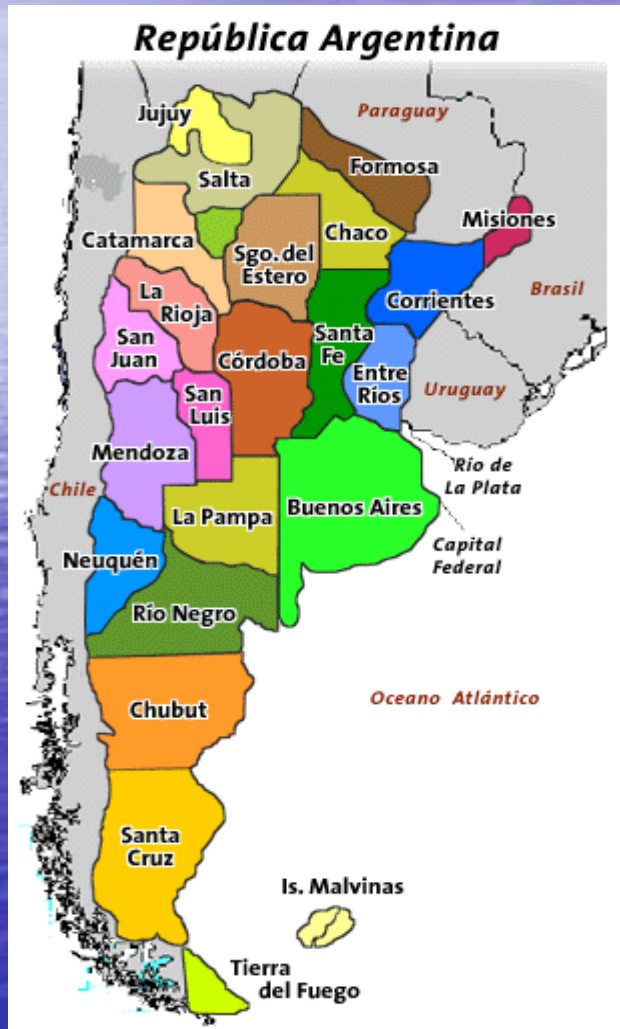 República Argentina
Jujuy
Paraguay
Formosa
Salta
Misiones
Catamarca
Chaco
Sgo. del
Estero
La
Rioja
Corrientes
Brasil
San
Juan
Santa
Fe
Córdoba
Entre
Ríos
Uruguay
San
Luis
Mendoza
Río de
La Plata
Chile
La Pampa
Buenos Aires
Capital
Federal
Neuquén
Río Negro
Oceano Atlántico
Chubut
Santa
Cruz
Is. Malvinas
Tierra
del Fuego